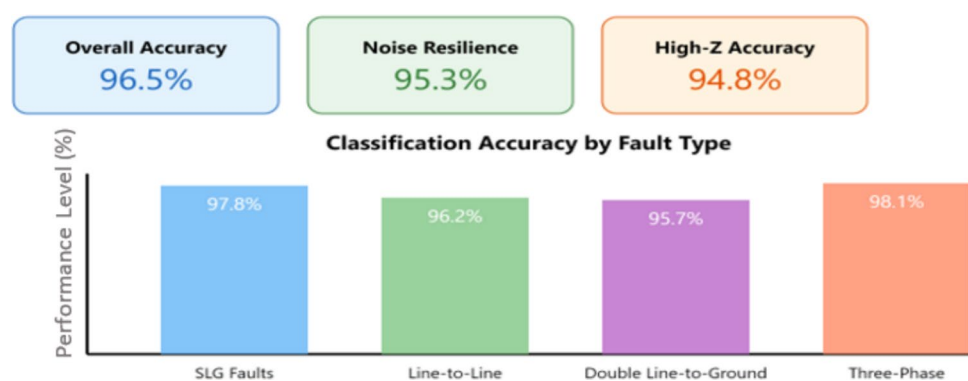 Overall Accuracy
96.5%
Noise Resilience
95.3%
High-Z Accuracy
94.8%
Classification Accuracy by Fault Type
Performance Level (%)
97.8%
96.2%
95.7%
98.1%
SLG Faults
Line-to-Line
Double Line-to-Ground
Three-Phase